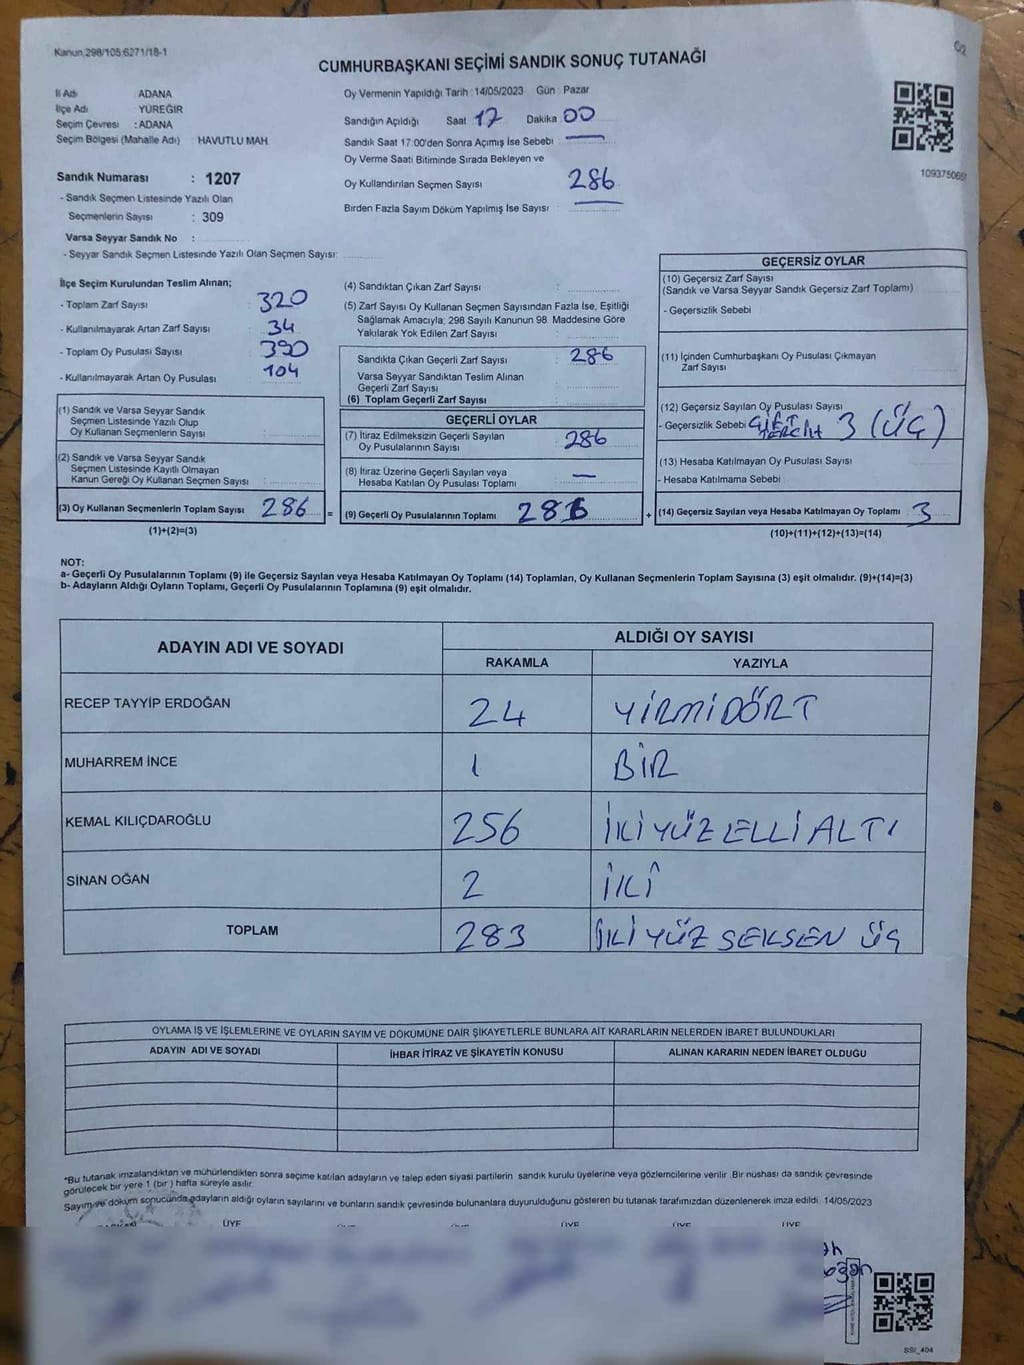 Kanun 298/105.6271/18-1
CUMHURBAŞKANI SEÇİMİ SANDIK SONUÇ TUTANAĞI
İl Adı ADANA
İlçe Adı YÜREĞİR
Seçim Çevresi : ADANA
Seçim Bölgesi (Mahalle Adı) HAVUTLU MAH
Sandık Numarası : 1207
- Sandık Seçmen Listesinde Yazılı Olan
Seçmenlerin Sayısı : 309
Varsa Seyyar Sandık No :
- Seyyar Sandık Seçmen Listesinde Yazılı Olan Seçmen Sayısı:
Oy Vermenin Yapıldığı Tarih : 14/05/2023 Gün : Pazar
Sandığın Açıldığı Saat 17 Dakika 00
Sandık Saat 17:00'den Sonra Açımış İse Sebebi : —
Oy Verme Saati Bitiminde Sırada Bekleyen ve
Oy Kullandırılan Seçmen Sayısı 286
Birden Fazla Sayım Döküm Yapılmış İse Sayısı :
109375065
İlçe Seçim Kurulundan Teslim Alınan;
- Toplam Zarf Sayısı 320
- Kullanılmayarak Artan Zarf Sayısı 34
- Toplam Oy Pusulası Sayısı 390
- Kullanılmayarak Artan Oy Pusulası 104
(1) Sandık ve Varsa Seyyar Sandık
Seçmen Listesinde Yazılı Olup
Oy Kullanan Seçmenlerin Sayısı
(2) Sandık ve Varsa Seyyar Sandık
Seçmen Listesinde Kayıtlı Olmayan
Kanun Gereği Oy Kullanan Seçmen Sayısı
(3) Oy Kullanan Seçmenlerin Toplam Sayısı 286 =
(1)+(2)=(3)
(4) Sandıktan Çıkan Zarf Sayısı :
(5) Zarf Sayısı Oy Kullanan Seçmen Sayısından Fazla İse, Eşitliği
Sağlamak Amacıyla; 298 Sayılı Kanunun 98. Maddesine Göre
Yakılarak Yok Edilen Zarf Sayısı :
Sandıkta Çıkan Geçerli Zarf Sayısı : 286
Varsa Seyyar Sandıktan Teslim Alınan
Geçerli Zarf Sayısı :
(6) Toplam Geçerli Zarf Sayısı
GEÇERLİ OYLAR
(7) İtiraz Edilmeksizin Geçerli Sayılan
Oy Pusulalarının Sayısı 286
(8) İtiraz Üzerine Geçerli Sayılan veya
Hesaba Katılan Oy Pusulası Toplamı —
(9) Geçerli Oy Pusulalarının Toplamı 286 +
GEÇERSİZ OYLAR
(10) Geçersiz Zarf Sayısı
(Sandık ve Varsa Seyyar Sandık Geçersiz Zarf Toplamı)
- Geçersizlik Sebebi :
(11) İçinden Cumhurbaşkanı Oy Pusulası Çıkmayan
Zarf Sayısı
(12) Geçersiz Sayılan Oy Pusulası Sayısı
- Geçersizlik Sebebi ÇİFT TERCİH 3 (ÜÇ)
(13) Hesaba Katılmayan Oy Pusulası Sayısı
- Hesaba Katılmama Sebebi
(14) Geçersiz Sayılan veya Hesaba Katılmayan Oy Toplamı 3
(10)+(11)+(12)+(13)=(14)
NOT:
a- Geçerli Oy Pusulalarının Toplamı (9) ile Geçersiz Sayılan veya Hesaba Katılmayan Oy Toplamı (14) Toplamları, Oy Kullanan Seçmenlerin Toplam Sayısına (3) eşit olmalıdır. (9)+(14)=(3)
b- Adayların Aldığı Oyların Toplamı, Geçerli Oy Pusulalarının Toplamına (9) eşit olmalıdır.
ADAYIN ADI VE SOYADI ALDIĞI OY SAYISI
RAKAMLA YAZIYLA
RECEP TAYYİP ERDOĞAN 24 YİRMİDÖRT
MUHARREM İNCE 1 BİR
KEMAL KILIÇDAROĞLU 256 İKİYÜZ ELLİALTI
SİNAN OĞAN 2 İKİ
TOPLAM 283 İKİYÜZ SEKSEN ÜÇ
OYLAMA İŞ VE İŞLEMLERİNE VE OYLARIN SAYIM VE DÖKÜMÜNE DAİR ŞİKAYETLERLE BUNLARA AİT KARARLARIN NELERDEN İBARET BULUNDUKLARI
ADAYIN ADI VE SOYADI İHBAR İTİRAZ VE ŞİKAYETİN KONUSU ALINAN KARARIN NEDEN İBARET OLDUĞU
*Bu tutanak imzalandıktan ve mühürlendikten sonra seçime katılan adayların ve talep eden siyasi partilerin sandık kurulu üyelerine veya gözlemcilerine verilir. Bir nüshası da sandık çevresinde
görülecek bir yere 1 (bir) hafta süreyle asılır.
Sayım ve döküm sonucunda adayların aldığı oyların sayılarını ve bunların sandık çevresinde bulunanlara duyurulduğunu gösteren bu tutanak tarafımızdan düzenlenerek imza edildi. 14/05/2023
ÜYE ÜYE ÜYE ÜYE ÜYE
SSI_404